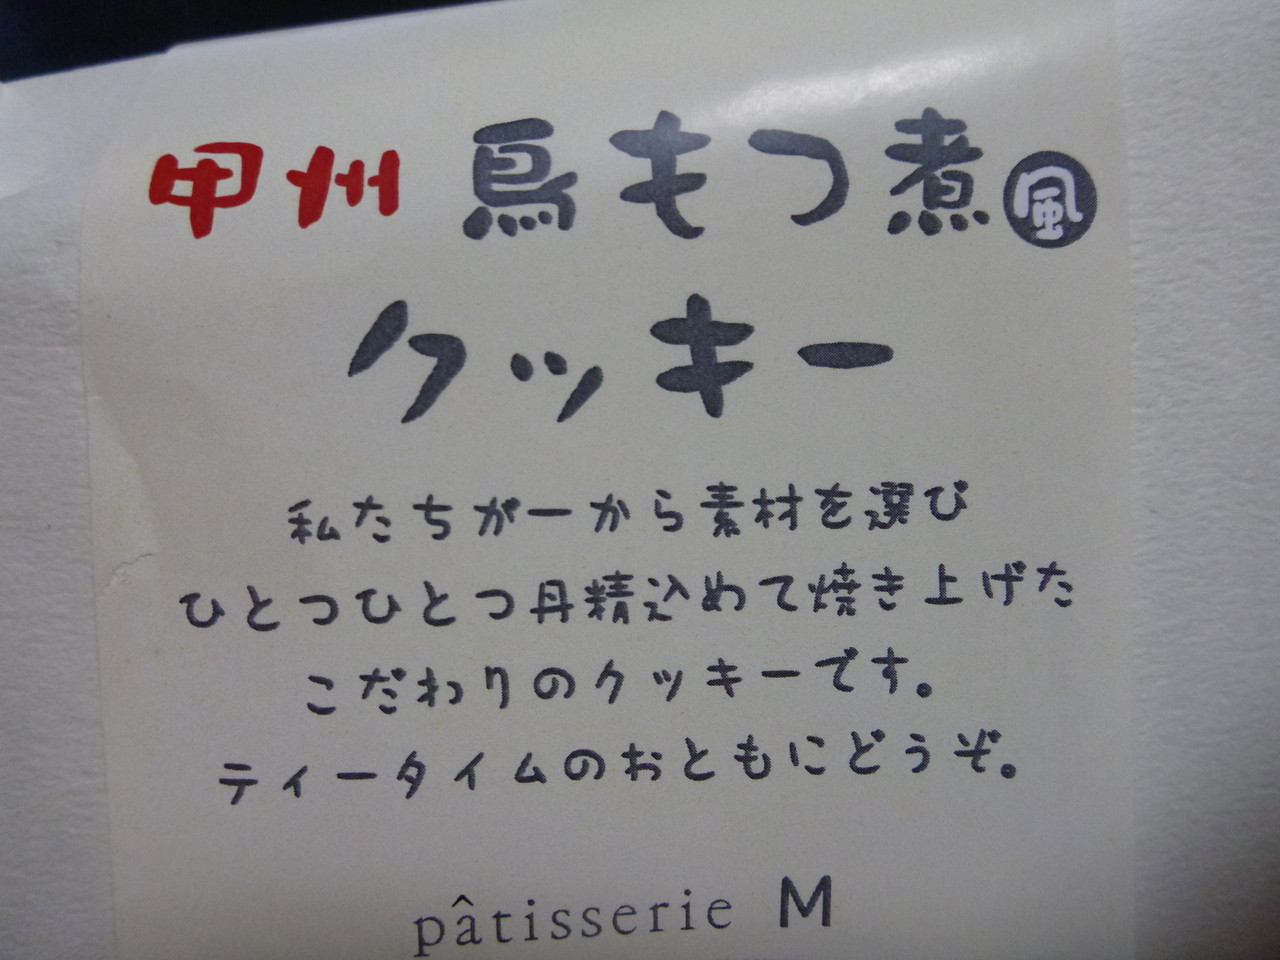 甲州 鳥もつ煮風
クッキー
私たちが一から素材を選び
ひとつひとつ丹精込めて焼き上げた
こだわりのクッキーです。
ティータイムのおともにどうぞ。
pâtisserie M